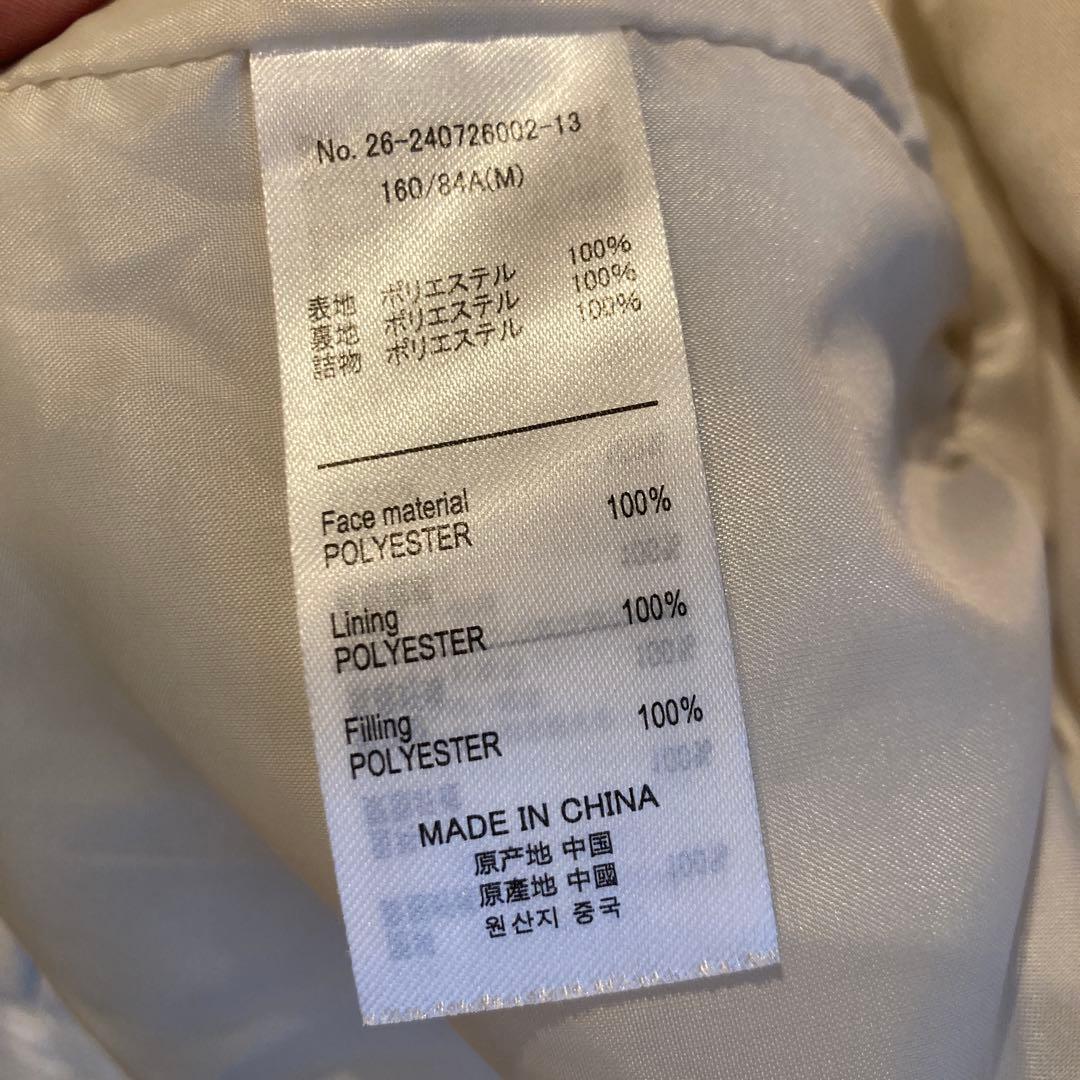 No. 26-240726002-13
160/84A(M)
表地 ポリエステル 100%
裏地 ポリエステル 100%
詰物 ポリエステル 100%
Face material
POLYESTER 100%
Lining
POLYESTER 100%
Filling
POLYESTER 100%
MADE IN CHINA
原产地 中国
原產地 中國
원산지 중국